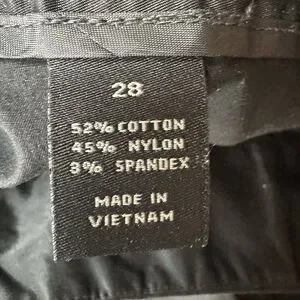 28
52% COTTON
45% NYLON
3% SPANDEX
MADE IN
VIETNAM